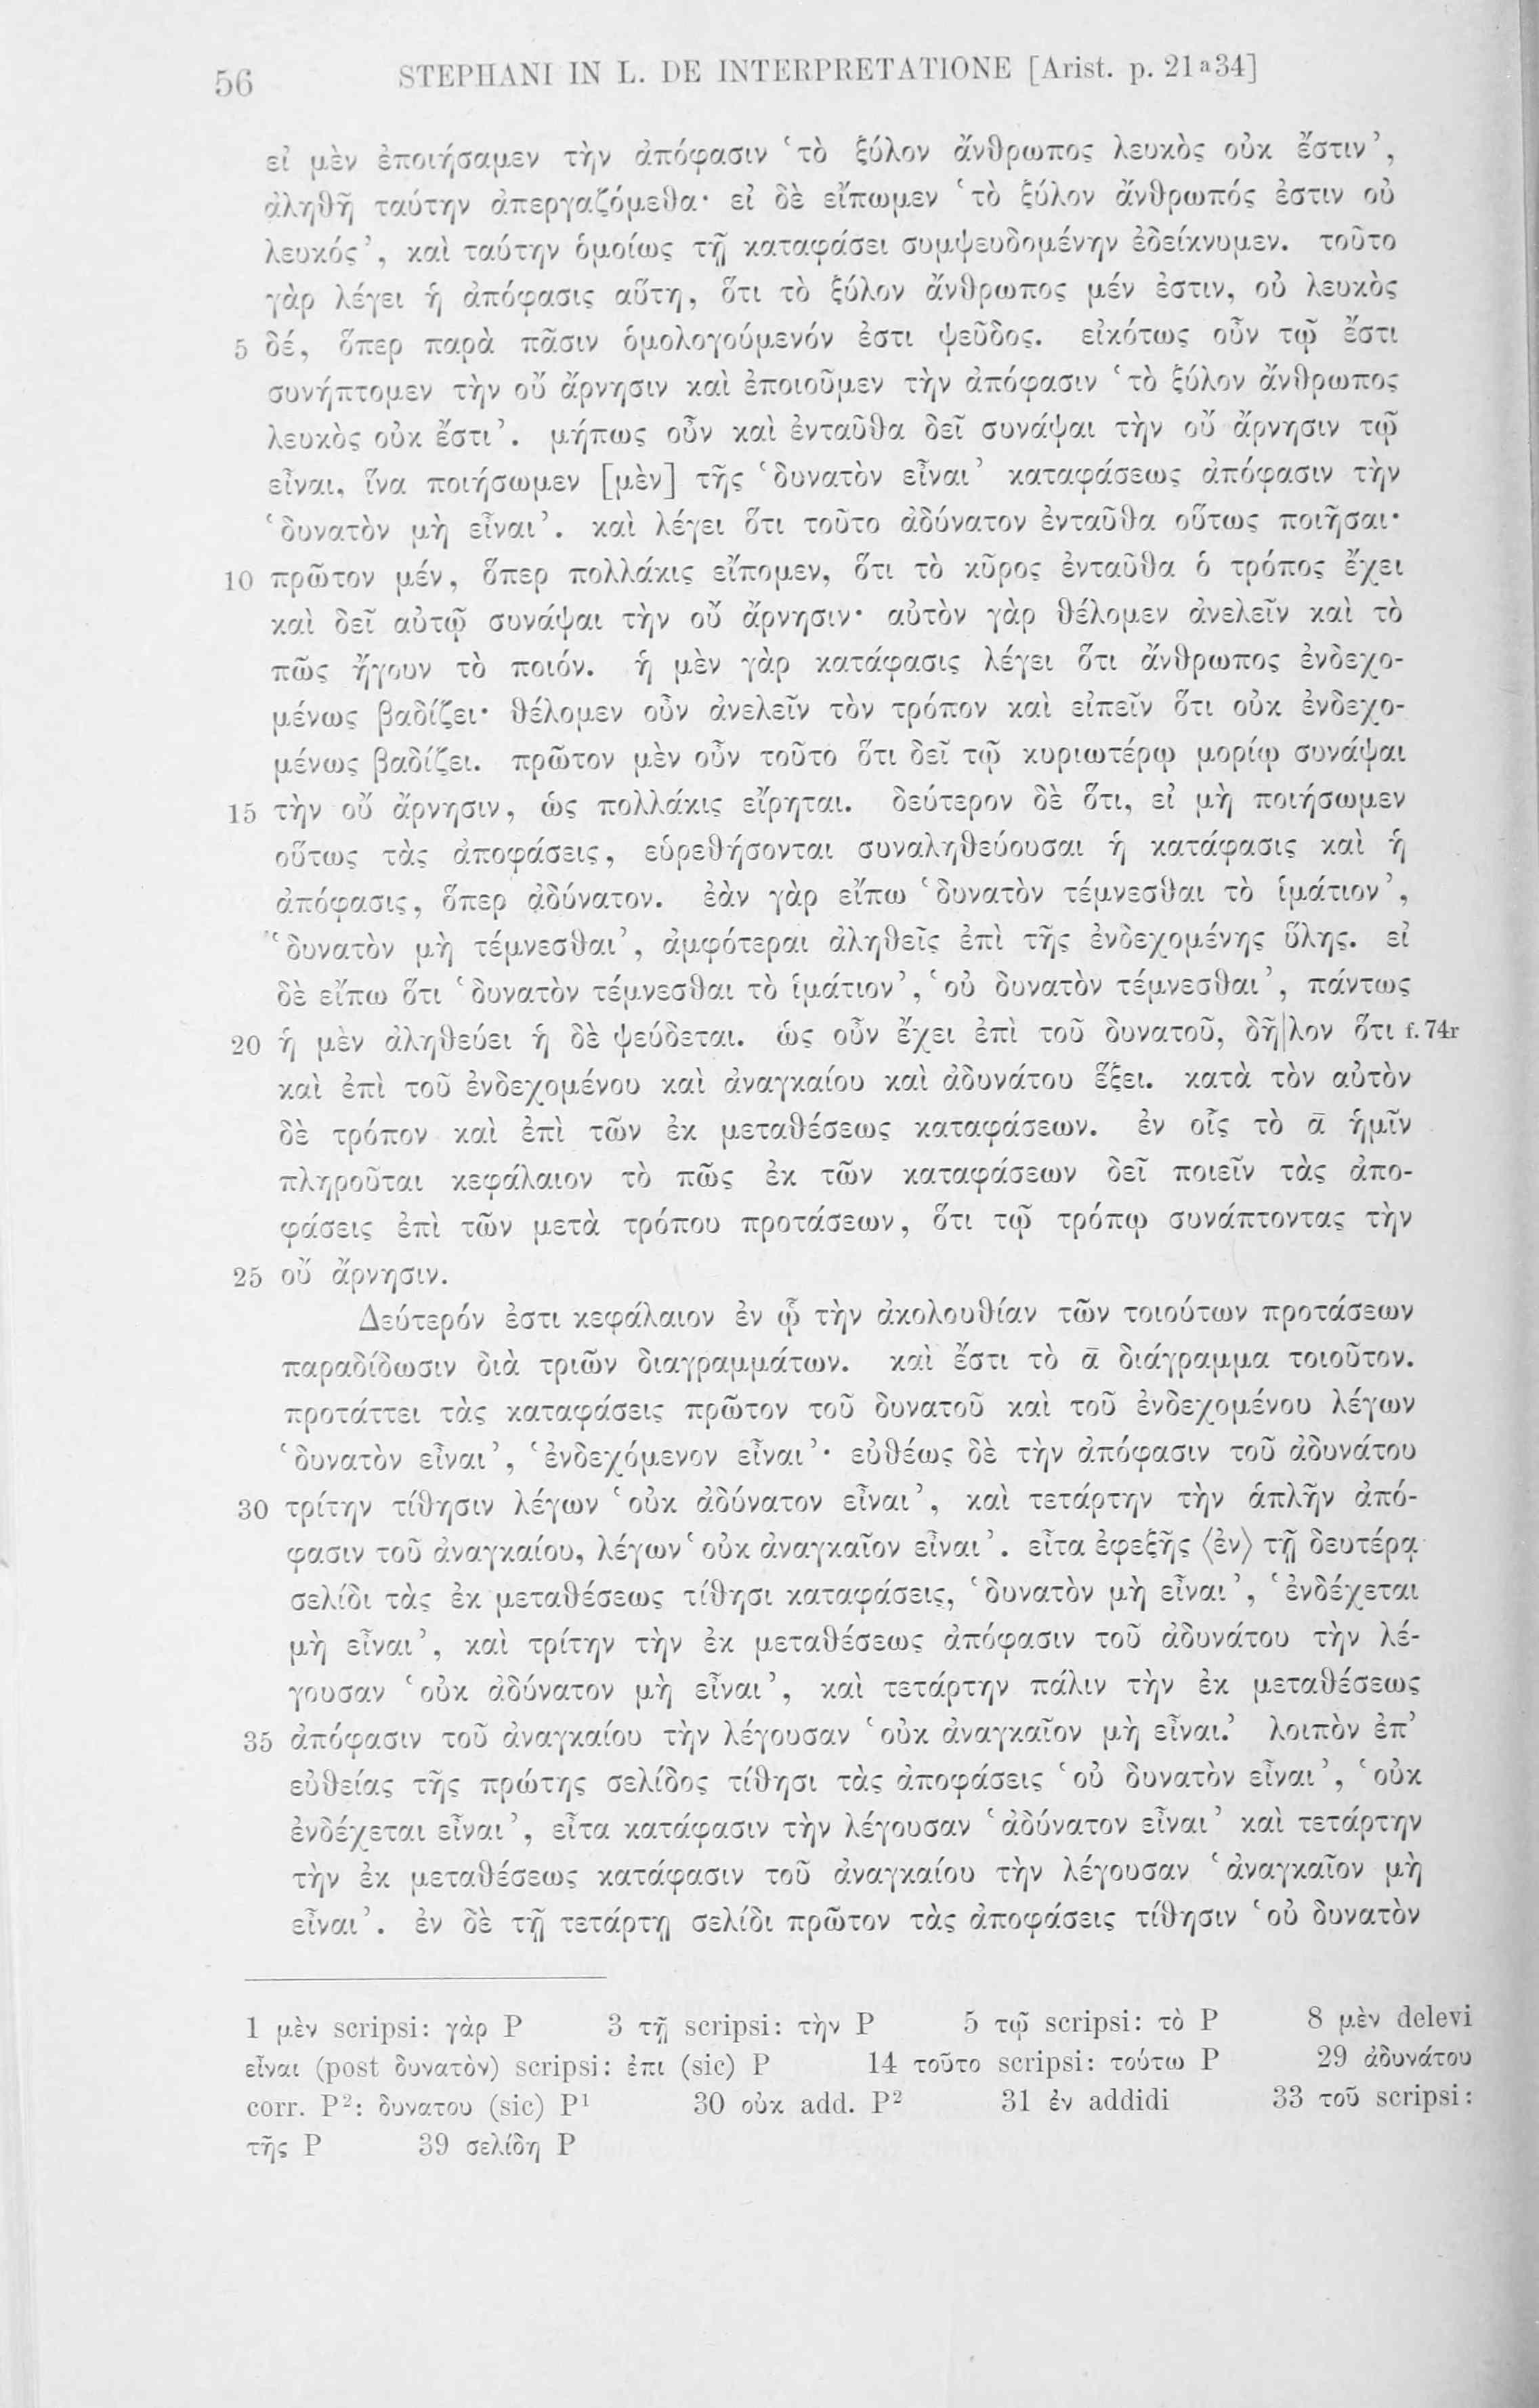 56 STEPHANI IN L. DE INTERPRETATIONE [Arist. p. 21a34]
εἰ μὲν ἐποιήσαμεν τὴν ἀπόφασιν ‘τὸ ξύλον ἄνθρωπος λευκὸς οὐκ ἔστιν’,
ἀληθῆ ταύτην ἀπεργαζόμεθα· εἰ δὲ εἴπωμεν ‘τὸ ξύλον ἄνθρωπός ἐστιν οὐ
λευκός’, καὶ ταύτην ὁμοίως τῇ καταφάσει συμψευδομένην ἐδείκνυμεν. τοῦτο
γὰρ λέγει ἡ ἀπόφασις αὕτη, ὅτι τὸ ξύλον ἄνθρωπος μέν ἐστιν, οὐ λευκὸς
5 δέ, ὅπερ παρὰ πᾶσιν ὁμολογούμενόν ἐστι ψεῦδος. εἰκότως οὖν τῷ ἔστι
συνήπτομεν τὴν οὔ ἄρνησιν καὶ ἐποιοῦμεν τὴν ἀπόφασιν ‘τὸ ξύλον ἄνθρωπος
λευκὸς οὐκ ἔστι’. μήπως οὖν καὶ ἐνταῦθα δεῖ συνάψαι τὴν οὔ ἄρνησιν τῷ
εἶναι, ἵνα ποιήσωμεν [μὲν] τῆς ‘δυνατὸν εἶναι’ καταφάσεως ἀπόφασιν τὴν
‘δυνατὸν μὴ εἶναι’. καὶ λέγει ὅτι τοῦτο ἀδύνατον ἐνταῦθα οὕτως ποιῆσαι·
10 πρῶτον μέν, ὅπερ πολλάκις εἴπομεν, ὅτι τὸ κῦρος ἐνταῦθα ὁ τρόπος ἔχει
καὶ δεῖ αὐτῷ συνάψαι τὴν οὔ ἄρνησιν· αὐτὸν γὰρ θέλομεν ἀνελεῖν καὶ τὸ
πῶς ἤγουν τὸ ποιόν. ἡ μὲν γὰρ κατάφασις λέγει ὅτι ἄνθρωπος ἐνδεχο-
μένως βαδίζει· θέλομεν οὖν ἀνελεῖν τὸν τρόπον καὶ εἰπεῖν ὅτι οὐκ ἐνδεχο-
μένως βαδίζει. πρῶτον μὲν οὖν τοῦτο ὅτι δεῖ τῷ κυριωτέρῳ μορίῳ συνάψαι
15 τὴν οὔ ἄρνησιν, ὡς πολλάκις εἴρηται. δεύτερον δὲ ὅτι, εἰ μὴ ποιήσωμεν
οὕτως τὰς ἀποφάσεις, εὑρεθήσονται συναληθεύουσαι ἡ κατάφασις καὶ ἡ
ἀπόφασις, ὅπερ ἀδύνατον. ἐὰν γὰρ εἴπω ‘δυνατὸν τέμνεσθαι τὸ ἱμάτιον’,
‘δυνατὸν μὴ τέμνεσθαι’, ἀμφότεραι ἀληθεῖς ἐπὶ τῆς ἐνδεχομένης ὕλης. εἰ
δὲ εἴπω ὅτι ‘δυνατὸν τέμνεσθαι τὸ ἱμάτιον’, ‘οὐ δυνατὸν τέμνεσθαι’, πάντως
20 ἡ μὲν ἀληθεύει ἡ δὲ ψεύδεται. ὡς οὖν ἔχει ἐπὶ τοῦ δυνατοῦ, δῆ|λον ὅτι f. 74r
καὶ ἐπὶ τοῦ ἐνδεχομένου καὶ ἀναγκαίου καὶ ἀδυνάτου ἕξει. κατὰ τὸν αὐτὸν
δὲ τρόπον καὶ ἐπὶ τῶν ἐκ μεταθέσεως καταφάσεων. ἐν οἷς τὸ ᾱ ἡμῖν
πληροῦται κεφάλαιον τὸ πῶς ἐκ τῶν καταφάσεων δεῖ ποιεῖν τὰς ἀπο-
φάσεις ἐπὶ τῶν μετὰ τρόπου προτάσεων, ὅτι τῷ τρόπῳ συνάπτοντας τὴν
25 οὔ ἄρνησιν.
Δεύτερόν ἐστι κεφάλαιον ἐν ᾧ τὴν ἀκολουθίαν τῶν τοιούτων προτάσεων
παραδίδωσιν διὰ τριῶν διαγραμμάτων. καὶ ἔστι τὸ ᾱ διάγραμμα τοιοῦτον.
προτάττει τὰς καταφάσεις πρῶτον τοῦ δυνατοῦ καὶ τοῦ ἐνδεχομένου λέγων
‘δυνατὸν εἶναι’, ‘ἐνδεχόμενον εἶναι’· εὐθέως δὲ τὴν ἀπόφασιν τοῦ ἀδυνάτου
30 τρίτην τίθησιν λέγων ‘οὐκ ἀδύνατον εἶναι’, καὶ τετάρτην τὴν ἁπλῆν ἀπό-
φασιν τοῦ ἀναγκαίου, λέγων ‘οὐκ ἀναγκαῖον εἶναι’. εἶτα ἐφεξῆς ⟨ἐν⟩ τῇ δευτέρᾳ
σελίδι τὰς ἐκ μεταθέσεως τίθησι καταφάσεις, ‘δυνατὸν μὴ εἶναι’, ‘ἐνδέχεται
μὴ εἶναι’, καὶ τρίτην τὴν ἐκ μεταθέσεως ἀπόφασιν τοῦ ἀδυνάτου τὴν λέ-
γουσαν ‘οὐκ ἀδύνατον μὴ εἶναι’, καὶ τετάρτην πάλιν τὴν ἐκ μεταθέσεως
35 ἀπόφασιν τοῦ ἀναγκαίου τὴν λέγουσαν ‘οὐκ ἀναγκαῖον μὴ εἶναι.’ λοιπὸν ἐπ’
εὐθείας τῆς πρώτης σελίδος τίθησι τὰς ἀποφάσεις ‘οὐ δυνατὸν εἶναι’, ‘οὐκ
ἐνδέχεται εἶναι’, εἶτα κατάφασιν τὴν λέγουσαν ‘ἀδύνατον εἶναι’ καὶ τετάρτην
τὴν ἐκ μεταθέσεως κατάφασιν τοῦ ἀναγκαίου τὴν λέγουσαν ‘ἀναγκαῖον μὴ
εἶναι’. ἐν δὲ τῇ τετάρτῃ σελίδι πρῶτον τὰς ἀποφάσεις τίθησιν ‘οὐ δυνατὸν
1 μὲν scripsi: γὰρ P 3 τῇ scripsi: τὴν P 5 τῷ scripsi: τὸ P 8 μὲν delevi
εἶναι (post δυνατὸν) scripsi: ἐπι (sic) P 14 τοῦτο scripsi: τούτω P 29 ἀδυνάτου
corr. P²: δυνατου (sic) P¹ 30 οὐκ add. P² 31 ἐν addidi 33 τοῦ scripsi:
τῆς P 39 σελίδη P